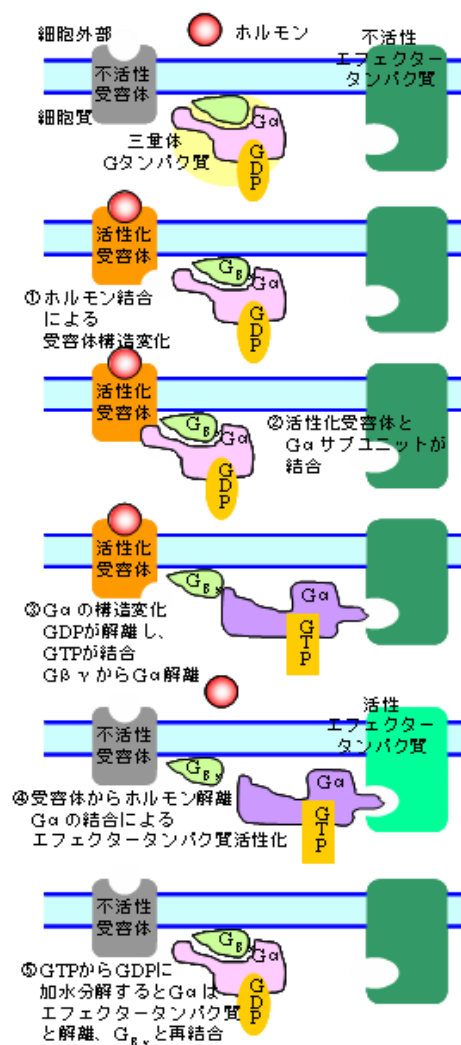 細胞外部
ホルモン
不活性
エフェクター
タンパク質
不活性
受容体
細胞質
Gα
三量体
Gタンパク質
GDP
活性化
受容体
Gβγ
Gα
GDP
①ホルモン結合
による
受容体構造変化
活性化
受容体
Gβγ
Gα
GDP
②活性化受容体と
Gαサブユニットが
結合
活性化
受容体
Gβγ
Gα
GTP
③Gαの構造変化
GDPが解離し、
GTPが結合
GβγからGα解離
不活性
受容体
活性
エフェクター
タンパク質
Gβγ
Gα
GTP
④受容体からホルモン解離
Gαの結合による
エフェクタータンパク質活性化
不活性
受容体
Gβγ
Gα
GDP
⑤GTPからGDPに
加水分解するとGαは
エフェクタータンパク質
と解離、Gβγと再結合